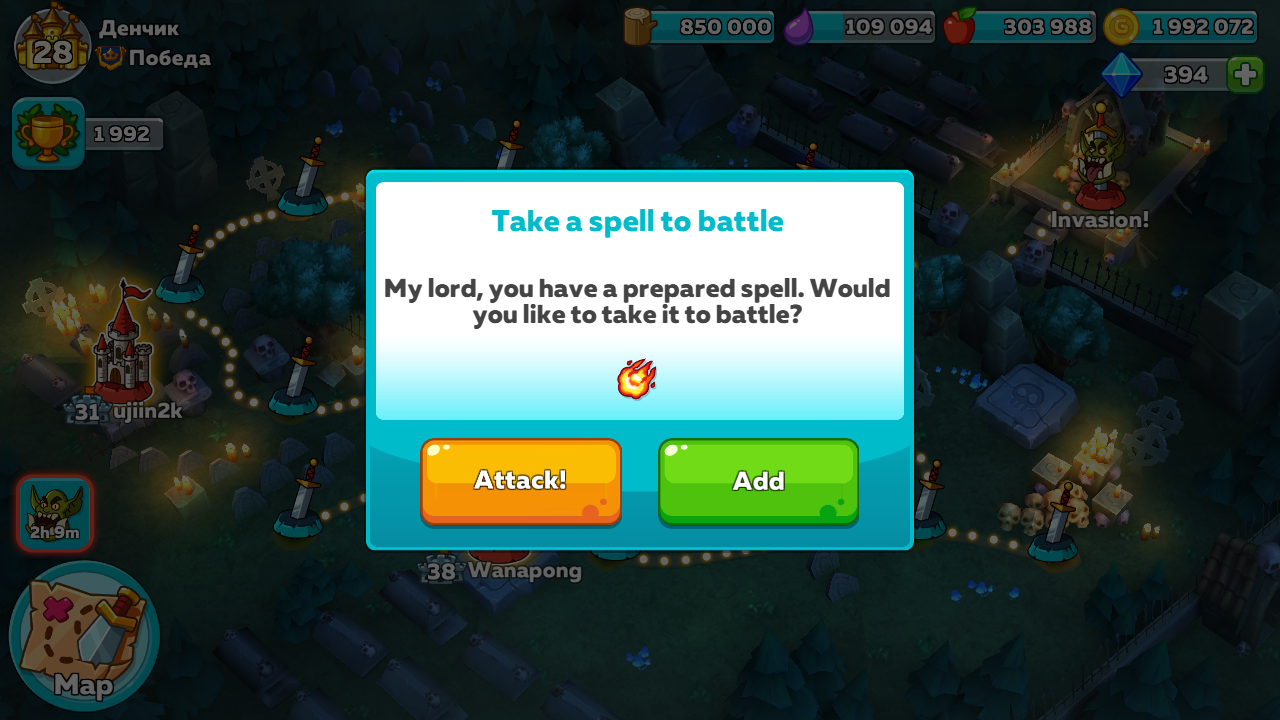 28
Денчик
Победа
850 000
109 094
303 988
G
1 992 072
394
1 992
Invasion!
Take a spell to battle
My lord, you have a prepared spell. Would
you like to take it to battle?
31 ujiin2k
Attack!
Add
2h 9m
38 Wanapong
Map